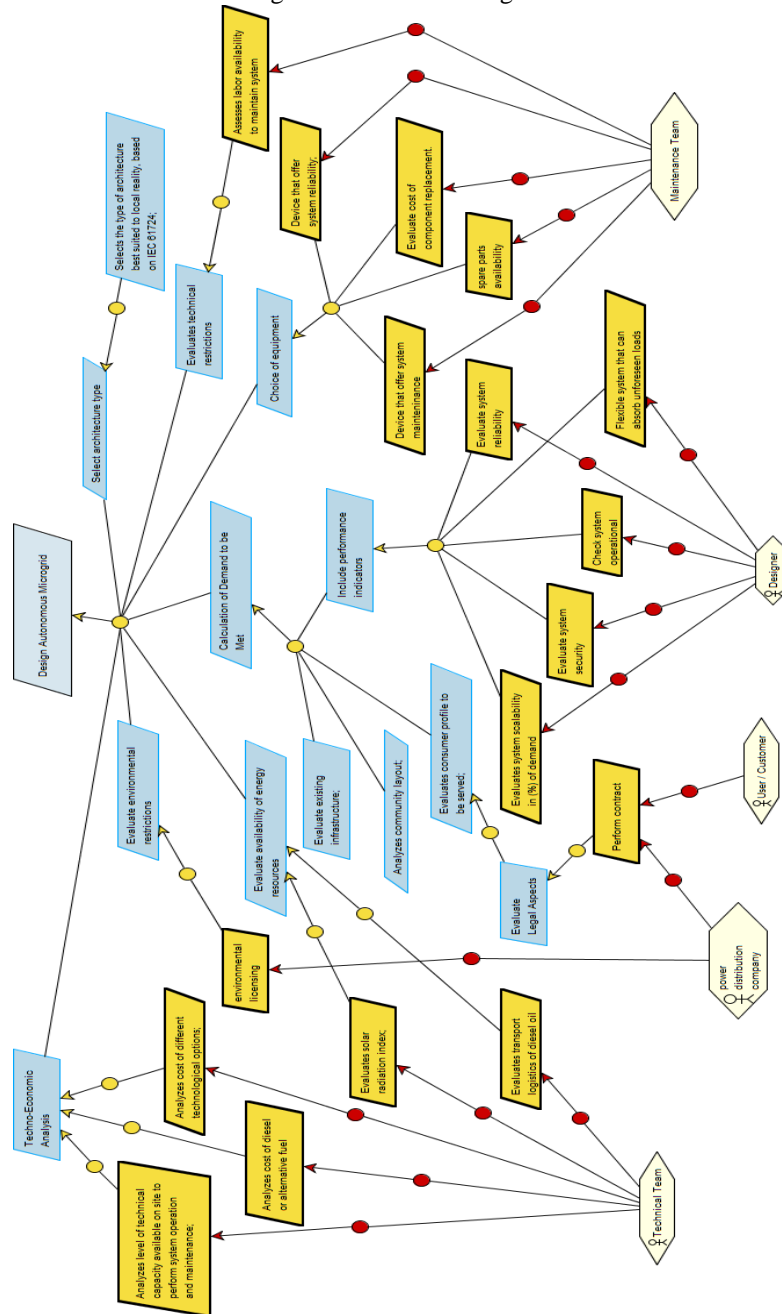 Design Autonomous Microgrid
Techno-Economic
Analysis
Evaluate environmental
restrictions
Evaluate availability of energy
resources
Calculation of Demand to be
Met
Choice of equipment
Evaluates technical
restrictions
Select architecture type
Selects the type of architecture
best suited to local reality, based
on IEC 61724;
Analyzes level of technical
capacity available on site to
perform system operation
and maintenance;
Analyzes cost of diesel
or alternative fuel
Analyzes cost of different
technological options;
environmental
licensing
Evaluates solar
radiation index;
Evaluates transport
logistics of diesel oil
Evaluate existing
infrastructure;
Analyzes community layout;
Evaluates consumer profile to
be served;
Include performance
indicators
Evaluate
Legal Aspects
Perform contract
Evaluates system scalability
in (%) of demand
Evaluate system
security
Check system
operational
Evaluate system
reliability
Flexible system that can
absorb unforeseen loads
Device that offer system
mainteninance
spare parts
availability
Evaluate cost of
component replacement.
Device that offer
system reliability;
Assesses labor availability
to maintain system
Technical Team
power
distribution
company
User / Customer
Designer
Maintenance Team